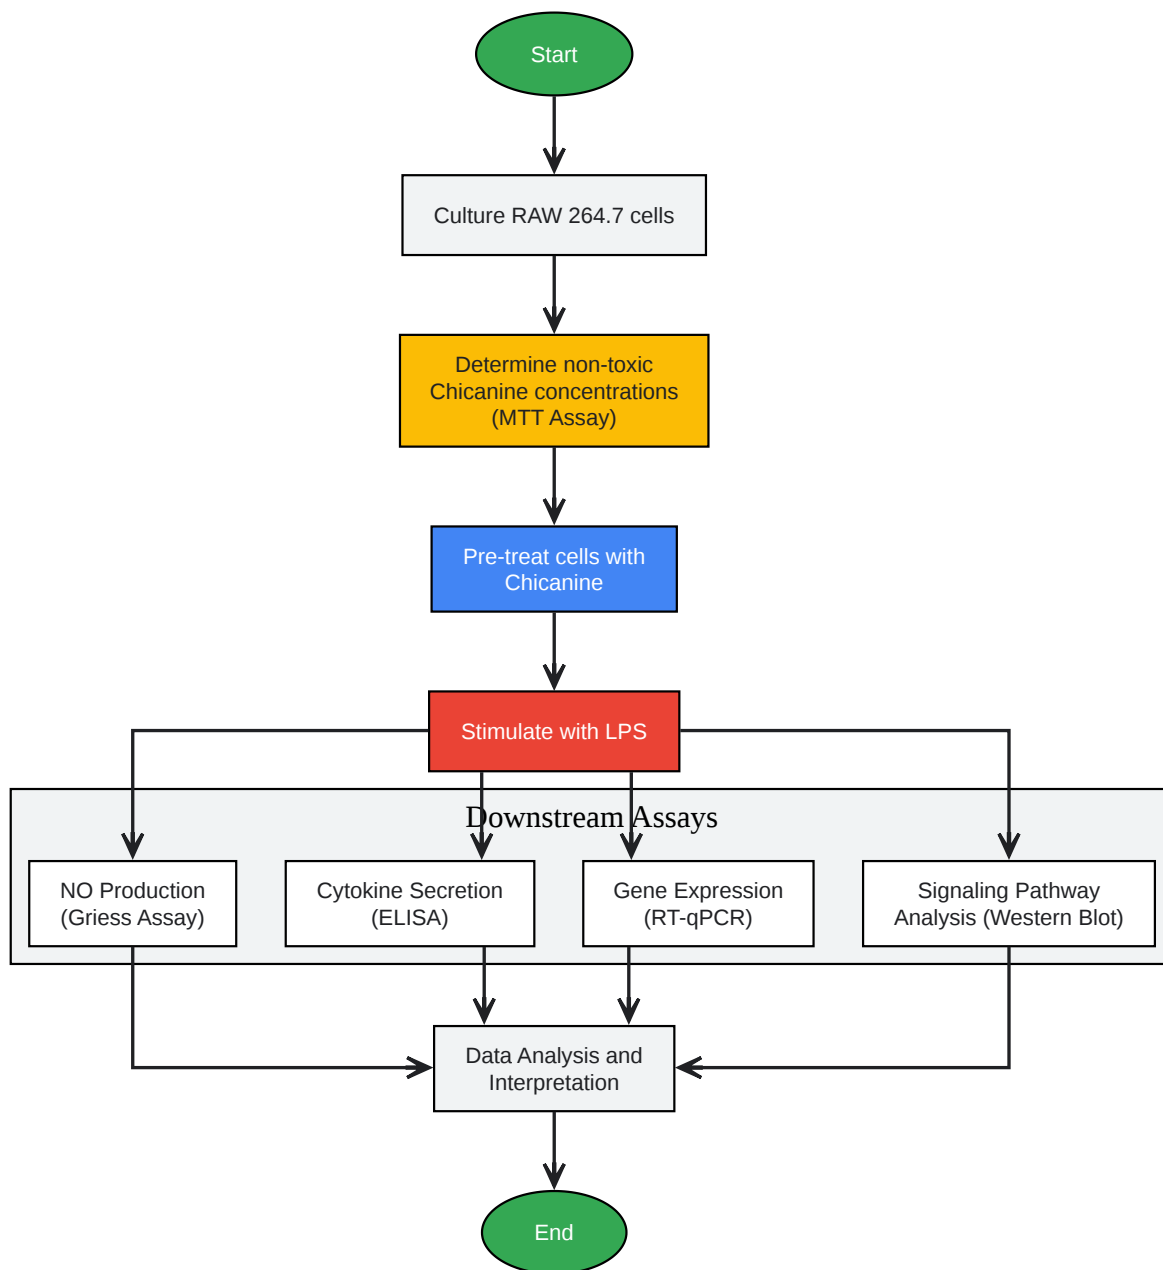 Start
Culture RAW 264.7 cells
Determine non-toxic
Chicanine concentrations
(MTT Assay)
Pre-treat cells with
Chicanine
Stimulate with LPS
Downstream Assays
NO Production
(Griess Assay)
Cytokine Secretion
(ELISA)
Gene Expression
(RT-qPCR)
Signaling Pathway
Analysis (Western Blot)
Data Analysis and
Interpretation
End